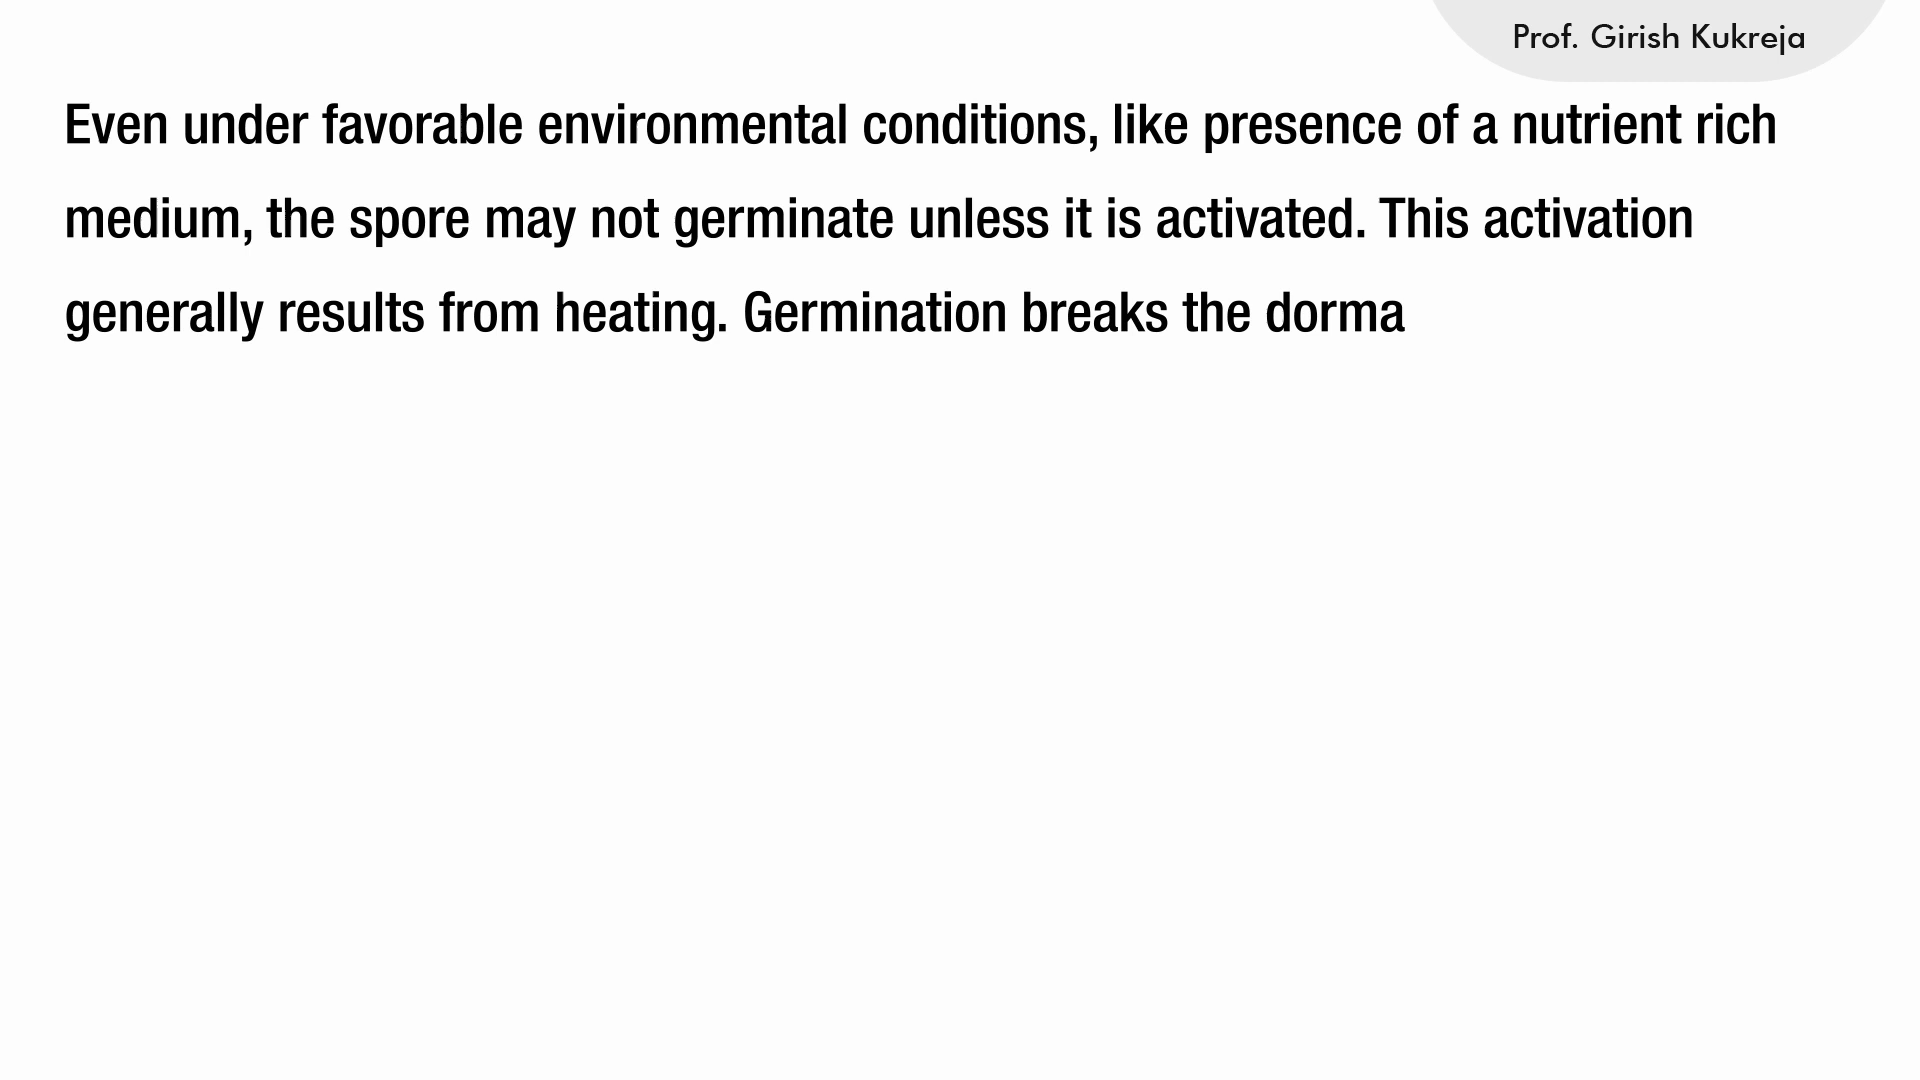 Prof. Girish Kukreja
Even under favorable environmental conditions, like presence of a nutrient rich
medium, the spore may not germinate unless it is activated. This activation
generally results from heating. Germination breaks the dorma